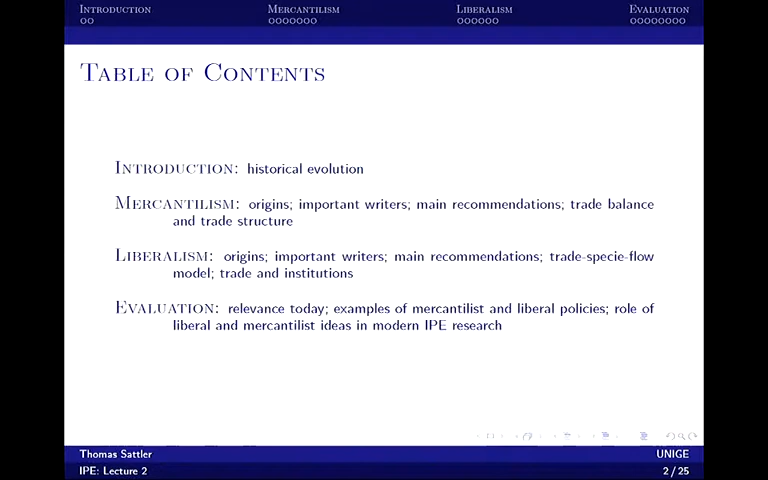 Introduction Mercantilism Liberalism Evaluation
Table of Contents
Introduction: historical evolution
Mercantilism: origins; important writers; main recommendations; trade balance
and trade structure
Liberalism: origins; important writers; main recommendations; trade-specie-flow
model; trade and institutions
Evaluation: relevance today; examples of mercantilist and liberal policies; role of
liberal and mercantilist ideas in modern IPE research
Thomas Sattler UNIGE
IPE: Lecture 2 2 / 25